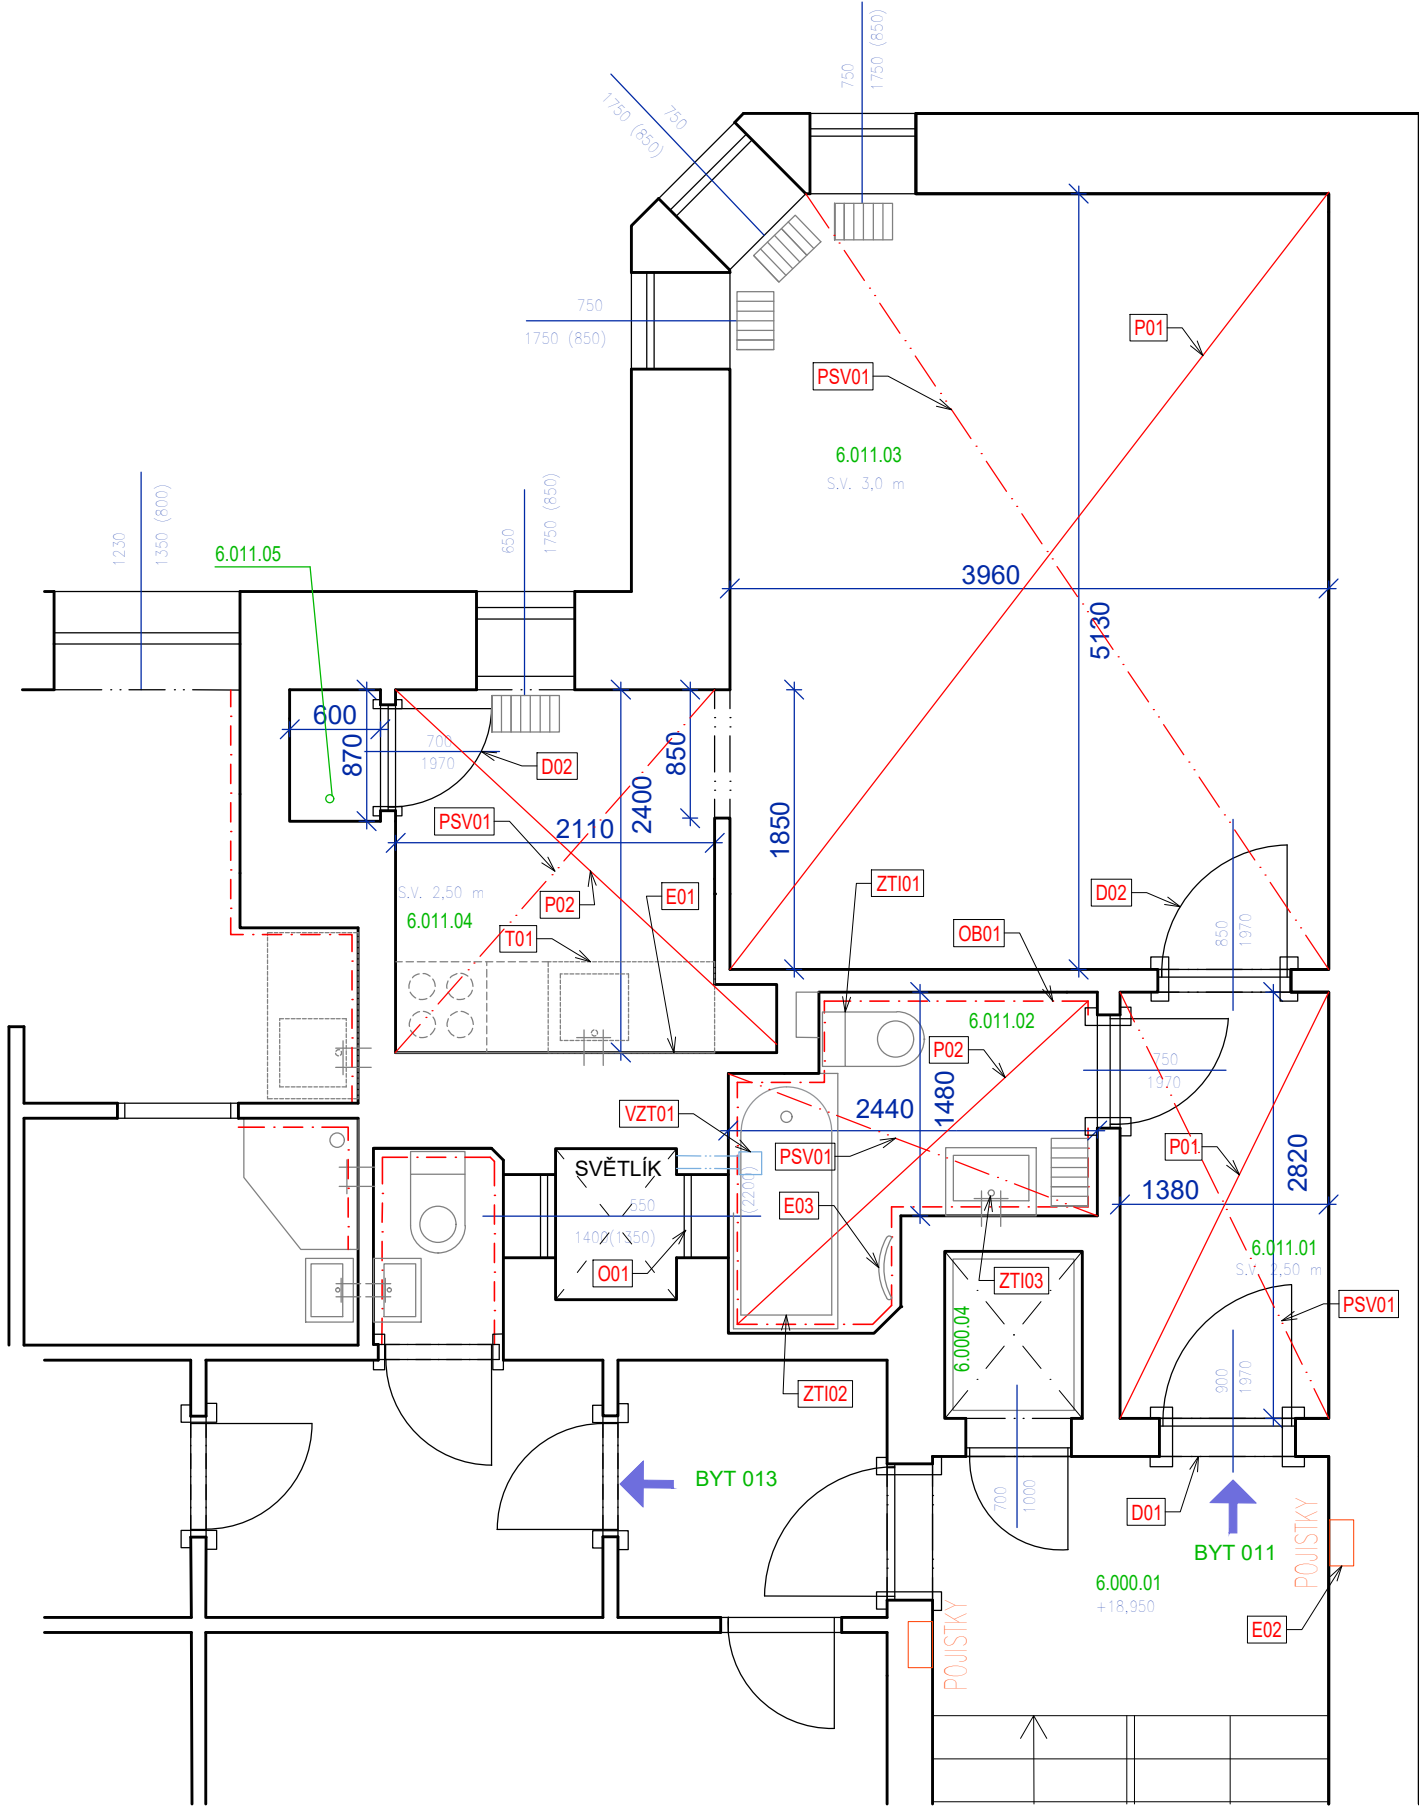 750
1750 (850)
750
1750 (850)
750
1750 (850)
P01
PSV01
6.011.03
S.V. 3,0 m
1230
1350 (800)
650
1750 (850)
6.011.05
3960
5130
600
870
700
1970
D02
850
2400
PSV01
2110
1850
S.V. 2,50 m
6.011.04
P02
E01
T01
ZTI01
D02
850
1970
OB01
6.011.02
P02
750
1970
VZT01
2440
1480
PSV01
P01
2820
1380
SVĚTLÍK
550
1400(1350)
(2200)
E03
O01
ZTI03
6.011.01
S.V. 2,50 m
PSV01
6.000.04
ZTI02
900
1970
BYT 013
700
1000
D01
BYT 011
POJISTKY
6.000.01
+18,950
E02
POJISTKY